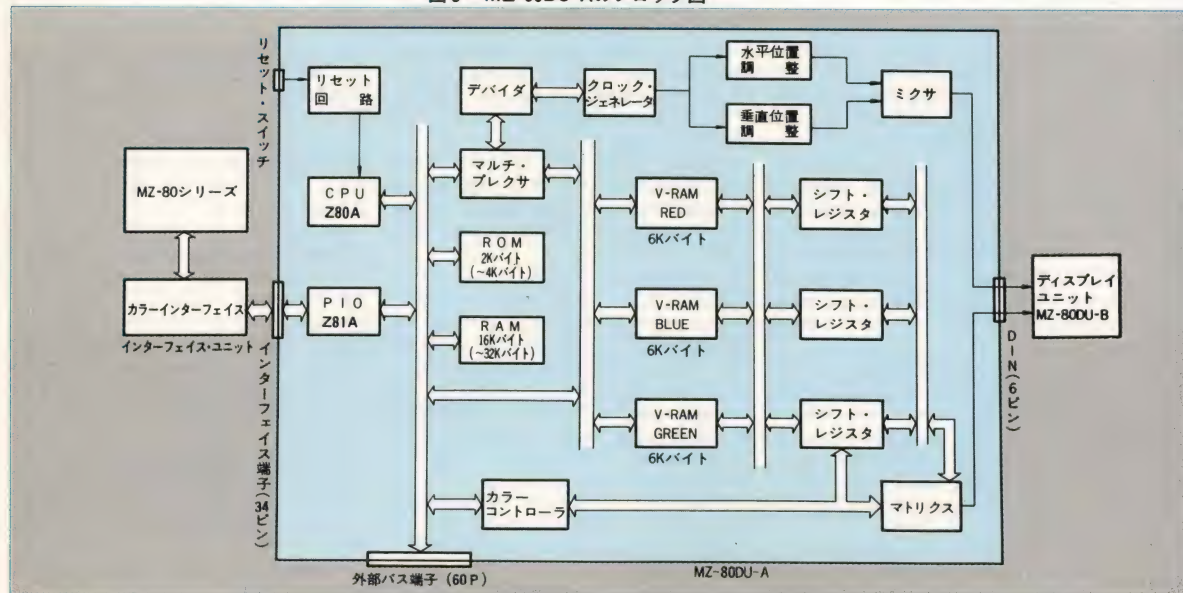 リセット・スイッチ
リセット
回　路
デバイダ
クロック・
ジェネレータ
水平位置
調　整
垂直位置
調　整
ミクサ
MZ-80シリーズ
CPU
Z80A
マルチ・
プレクサ
V-RAM
RED
6Kバイト
シフト・
レジスタ
ROM
2Kバイト
(~4Kバイト)
カラーインターフェイス
インターフェイス・ユニット
PIO
Z81A
インターフェイス端子(34ピン)
RAM
16Kバイト
(~32Kバイト)
V-RAM
BLUE
6Kバイト
シフト・
レジスタ
ディスプレイ
ユニット
MZ-80DU-B
DIN(6ピン)
V-RAM
GREEN
6Kバイト
シフト・
レジスタ
カラー
コントローラ
マトリクス
外部バス端子(60P)
MZ-80DU-A